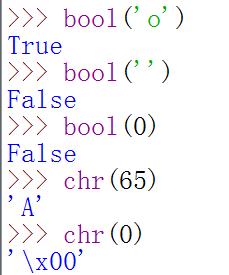 >>> bool('o')
True
>>> bool('')
False
>>> bool(0)
False
>>> chr(65)
'A'
>>> chr(0)
'\x00'